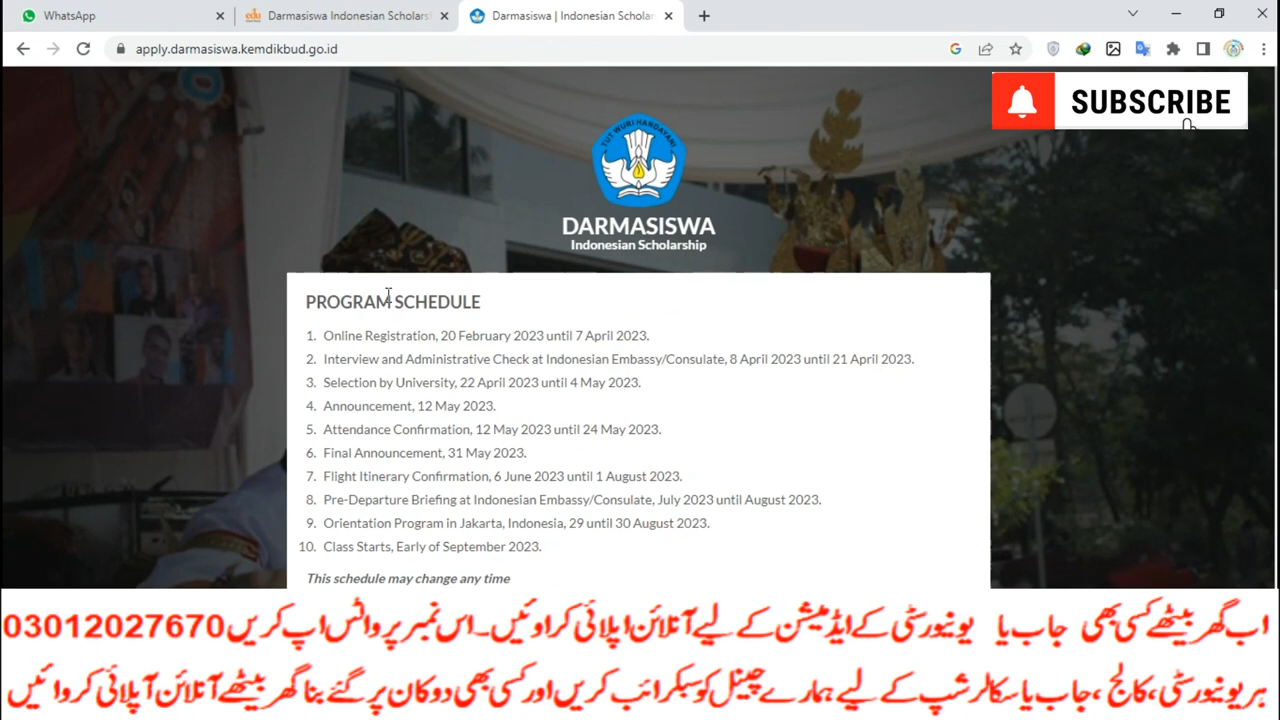 WhatsApp
Darmasiswa Indonesian Scholarsh
Darmasiswa | Indonesian Scholar
apply.darmasiswa.kemdikbud.go.id
SUBSCRIBE
TUT WURI HANDAYANI
DARMASISWA
Indonesian Scholarship
PROGRAM SCHEDULE
1. Online Registration, 20 February 2023 until 7 April 2023.
2. Interview and Administrative Check at Indonesian Embassy/Consulate, 8 April 2023 until 21 April 2023.
3. Selection by University, 22 April 2023 until 4 May 2023.
4. Announcement, 12 May 2023.
5. Attendance Confirmation, 12 May 2023 until 24 May 2023.
6. Final Announcement, 31 May 2023.
7. Flight Itinerary Confirmation, 6 June 2023 until 1 August 2023.
8. Pre-Departure Briefing at Indonesian Embassy/Consulate, July 2023 until August 2023.
9. Orientation Program in Jakarta, Indonesia, 29 until 30 August 2023.
10. Class Starts, Early of September 2023.
This schedule may change any time
اب گھر بیٹھے کسی بھی جاب یا یونیورسٹی کے ایڈمیشن کے لیے آنلائن اپلائی کراوئیں۔ اس نمبر پر واٹس اپ کریں 03012027670
ہر یونیورسٹی، کالج، جاب یا سکالرشپ کے لیے ہمارے چینل کو سبکرائب کریں اور کسی بھی دوکان پر گئے بنا گھر بیٹھے آنلائن آپلائی کروائیں